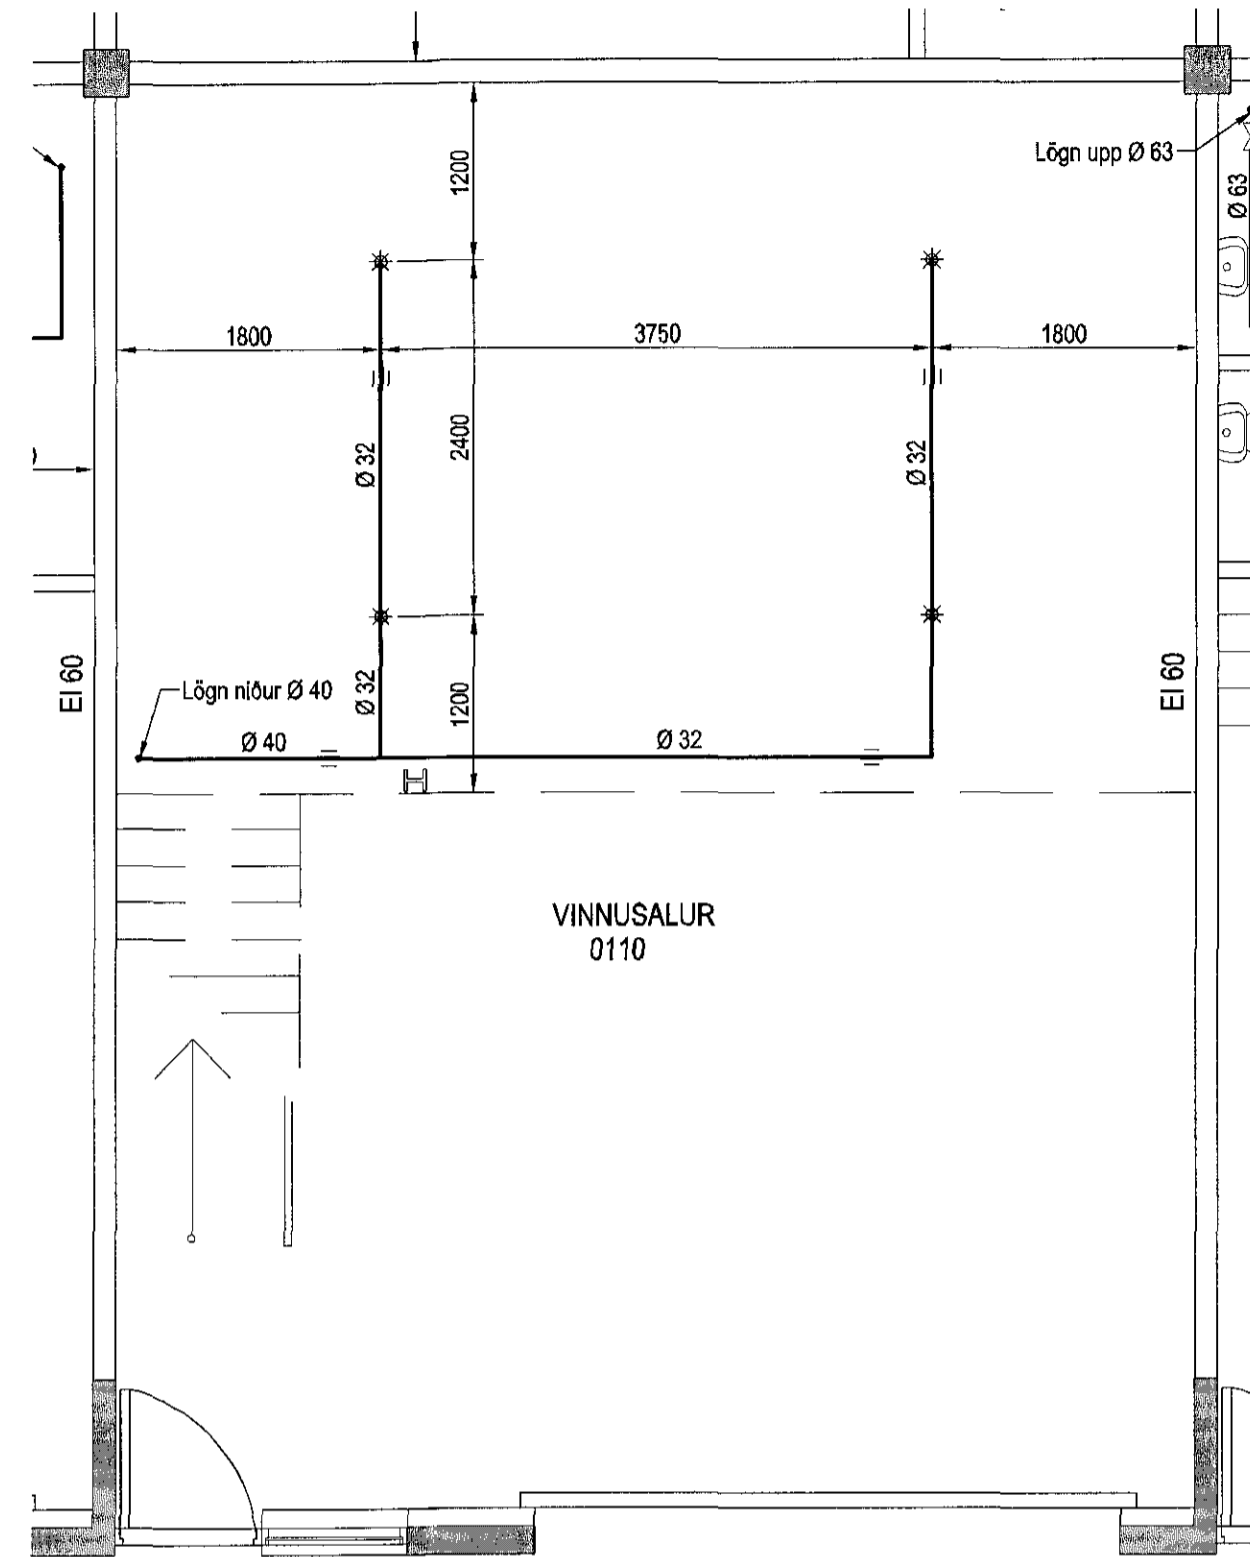 1200
Lögn upp Ø 63
Ø 63
1800
3750
1800
2400
Ø 32
Ø 32
EI 60
Lögn niður Ø 40
Ø 32
1200
EI 60
Ø 40
Ø 32
VINNUSALUR
0110